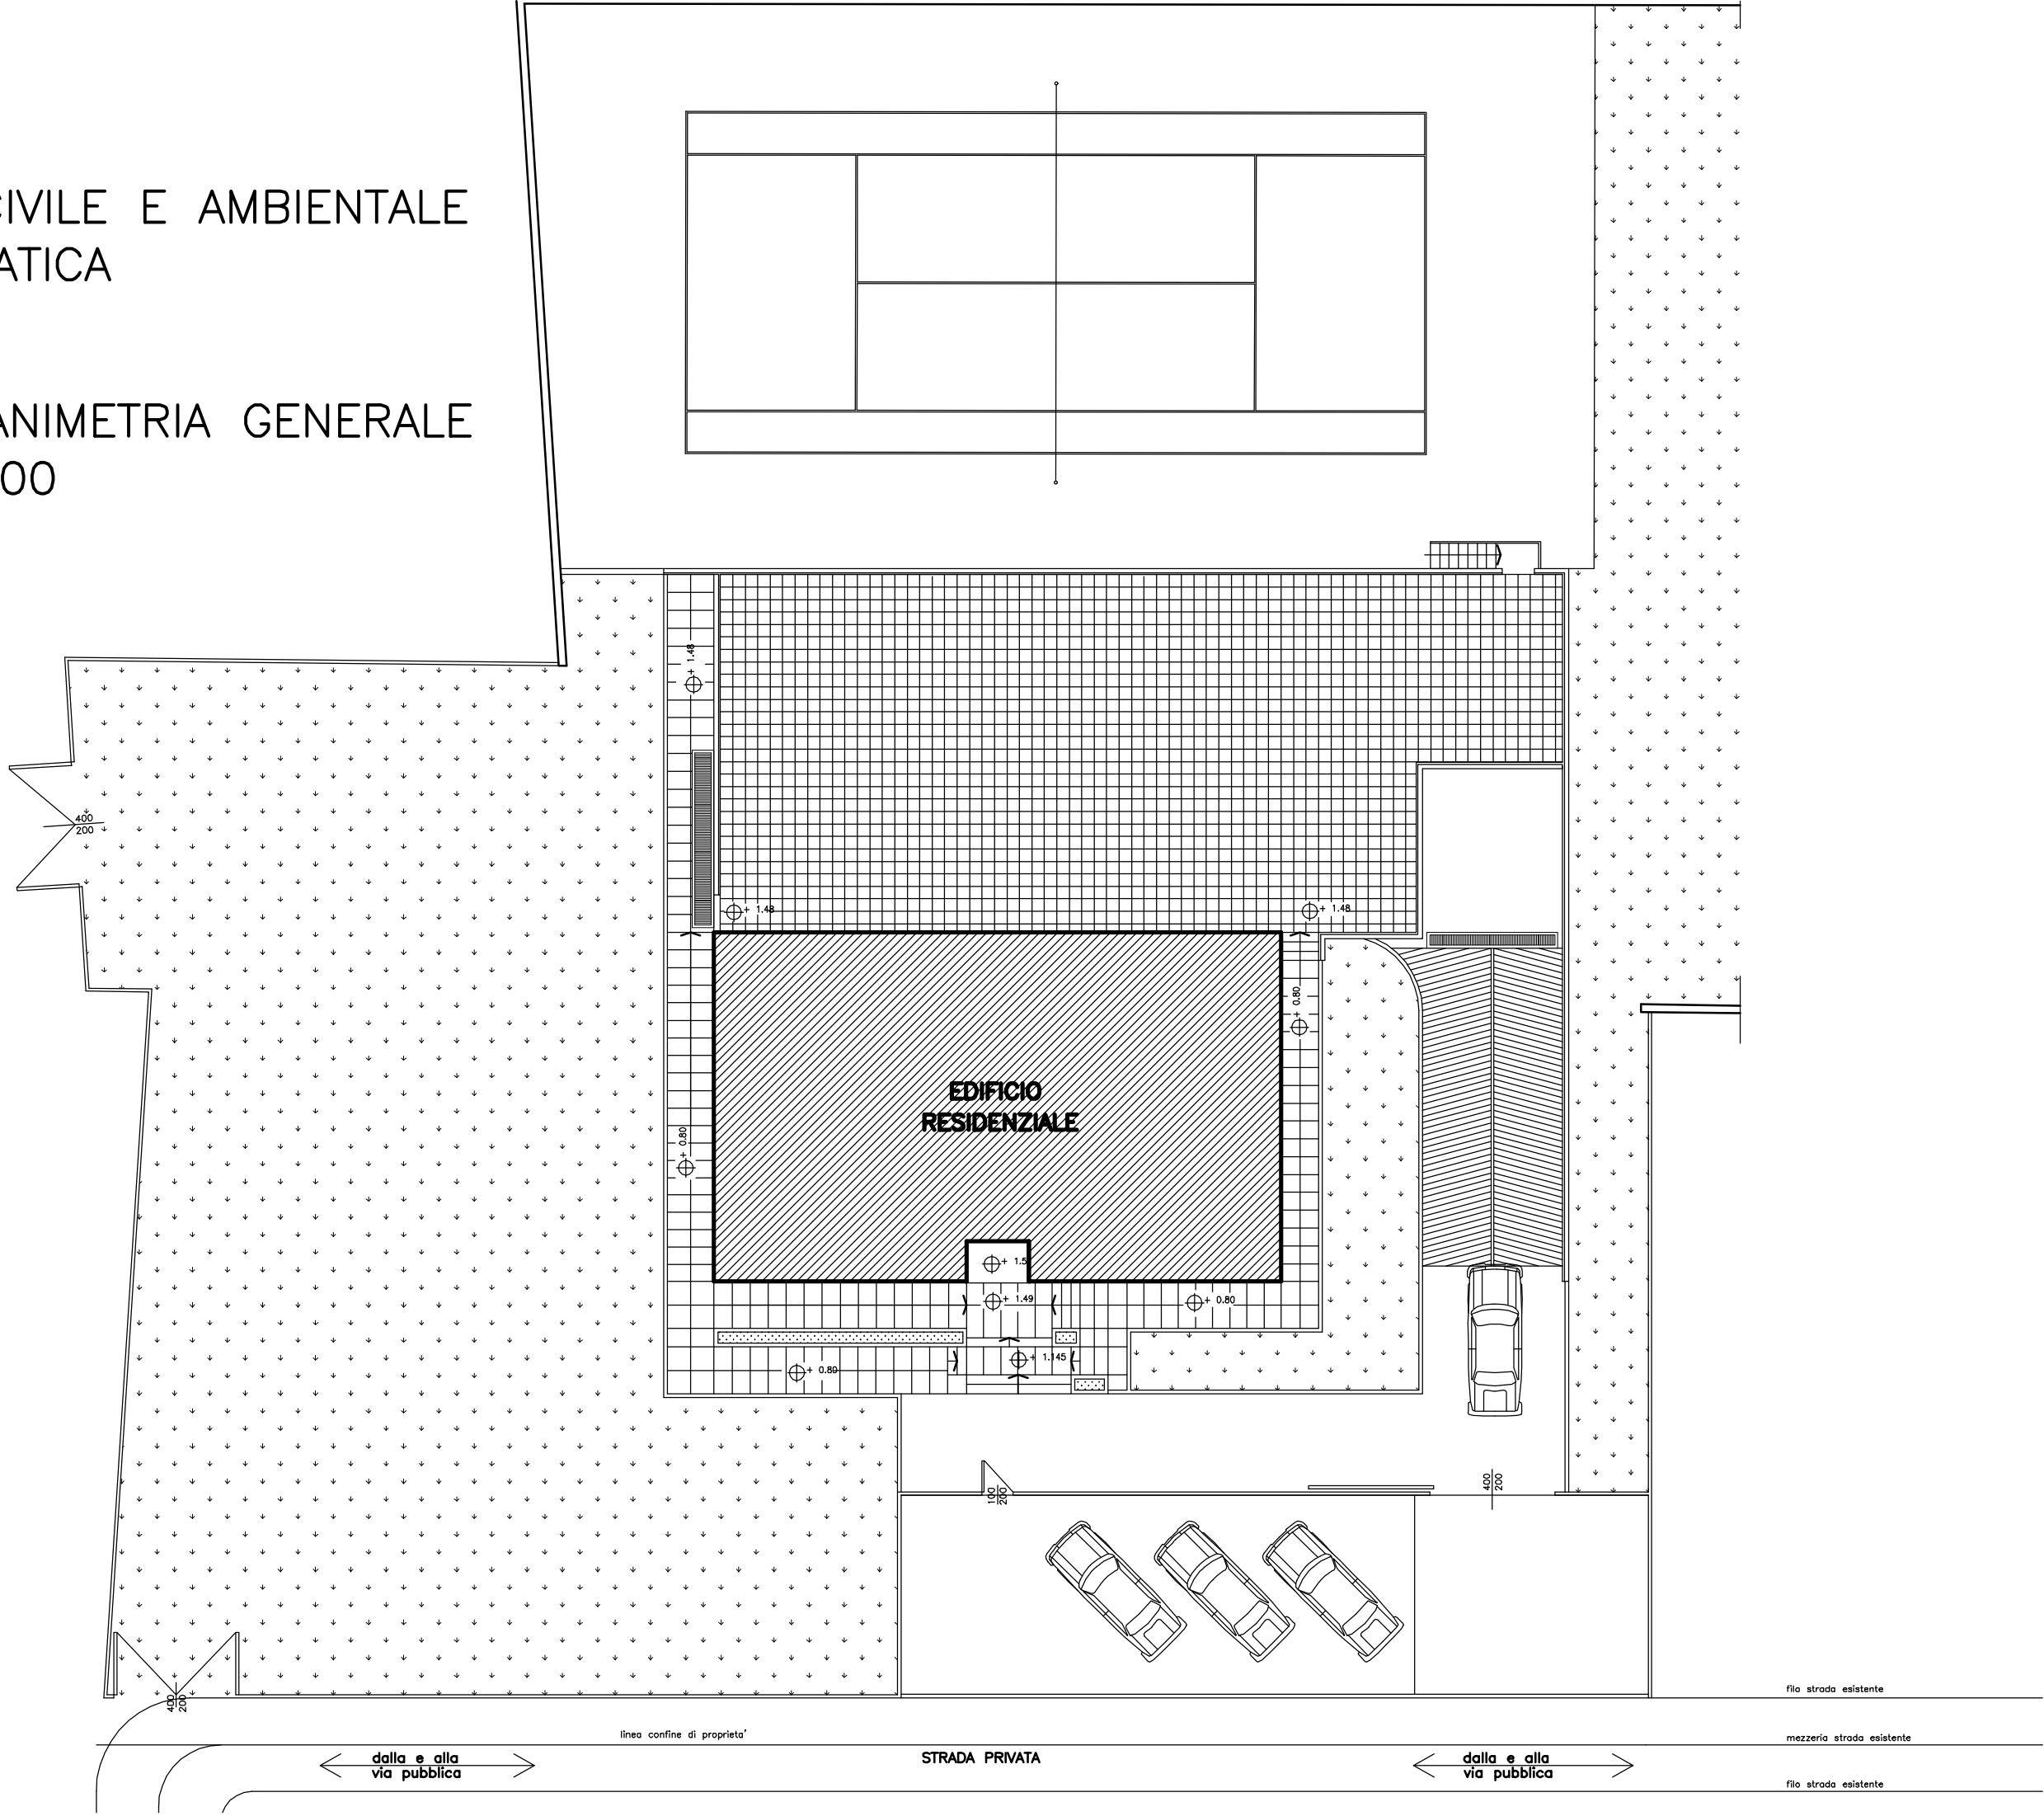 CIVILE E AMBIENTALE
ATICA
ANIMETRIA GENERALE
00
+ 1.48
400
200
+ 1.48
+ 1.48
+ 0.80
EDIFICIO
RESIDENZIALE
+ 0.80
+ 1.5
+ 1.49
+ 0.80
+ 1.145
+ 0.80
400
200
100
200
400
200
filo strada esistente
linea confine di proprieta'
mezzeria strada esistente
dalla e alla
via pubblica
STRADA PRIVATA
dalla e alla
via pubblica
filo strada esistente